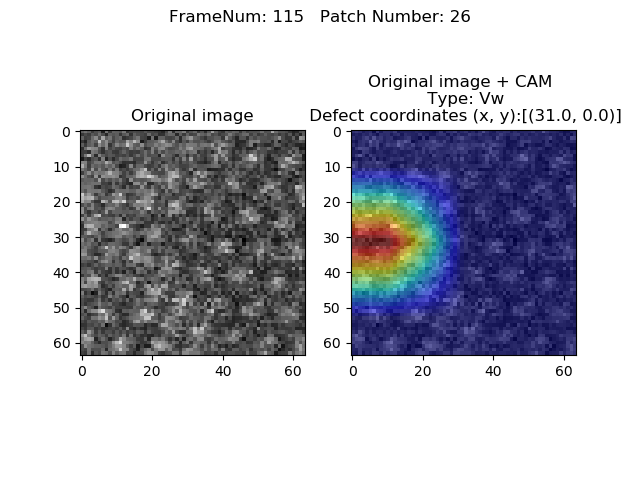 FrameNum: 115   Patch Number: 26
Original image
0
10
20
30
40
50
60
0 20 40 60
Original image + CAM
Type: Vw
Defect coordinates (x, y):[(31.0, 0.0)]
0
10
20
30
40
50
60
0 20 40 60